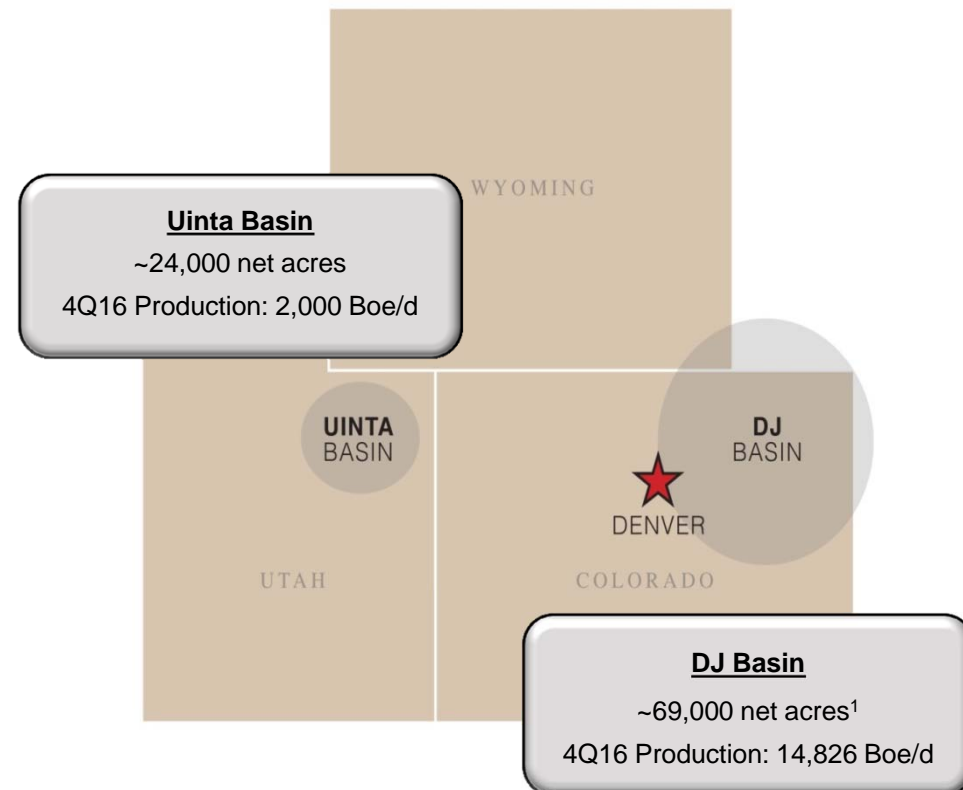 WYOMING
Uinta Basin
~24,000 net acres
4Q16 Production: 2,000 Boe/d
UINTA
BASIN
DJ
BASIN
DENVER
UTAH
COLORADO
DJ Basin
~69,000 net acres¹
4Q16 Production: 14,826 Boe/d